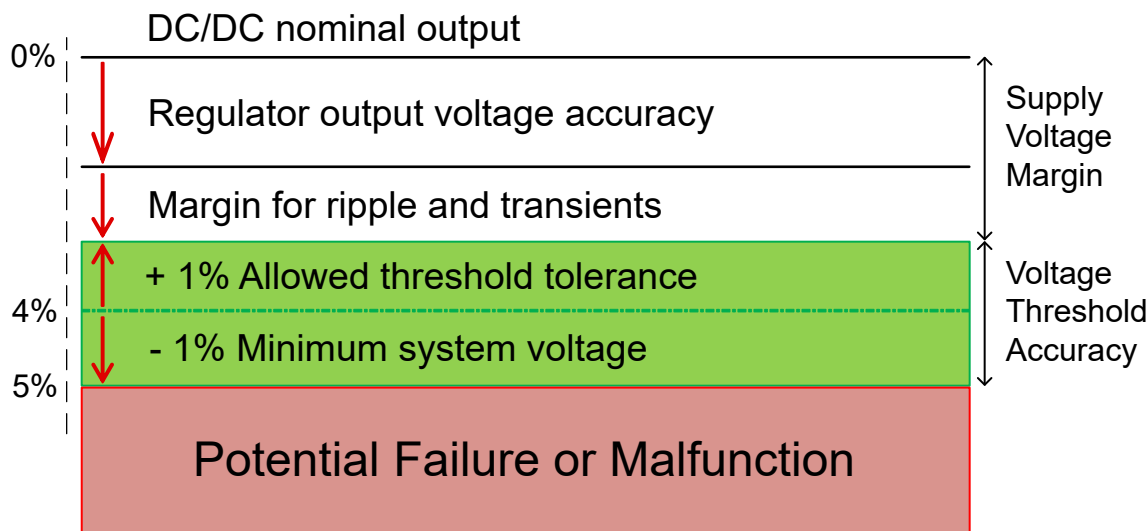 DC/DC nominal output
0%
Regulator output voltage accuracy
Supply
Voltage
Margin
Margin for ripple and transients
+ 1% Allowed threshold tolerance
4%
- 1% Minimum system voltage
Voltage
Threshold
Accuracy
5%
Potential Failure or Malfunction